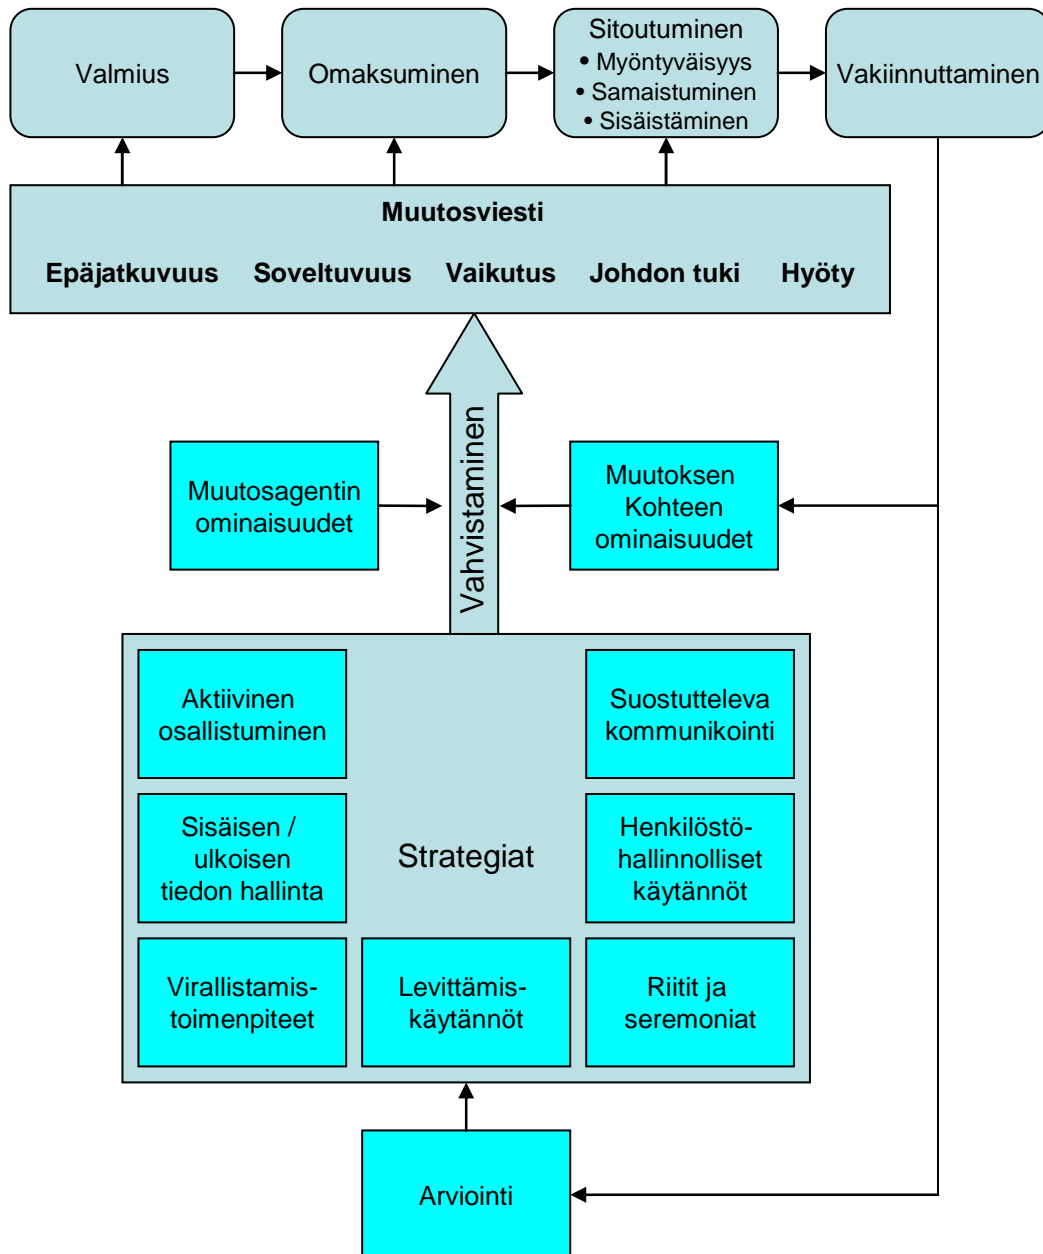 Valmius
Omaksuminen
Sitoutuminen
• Myöntyväisyys
• Samaistuminen
• Sisäistäminen
Vakiinnuttaminen
Muutosviesti
Epäjatkuvuus Soveltuvuus Vaikutus Johdon tuki Hyöty
Vahvistaminen
Muutosagentin
ominaisuudet
Muutoksen
Kohteen
ominaisuudet
Aktiivinen
osallistuminen
Suostutteleva
kommunikointi
Sisäisen /
ulkoisen
tiedon hallinta
Strategiat
Henkilöstö-
hallinnolliset
käytännöt
Virallistamis-
toimenpiteet
Levittämis-
käytännöt
Riitit ja
seremoniat
Arviointi